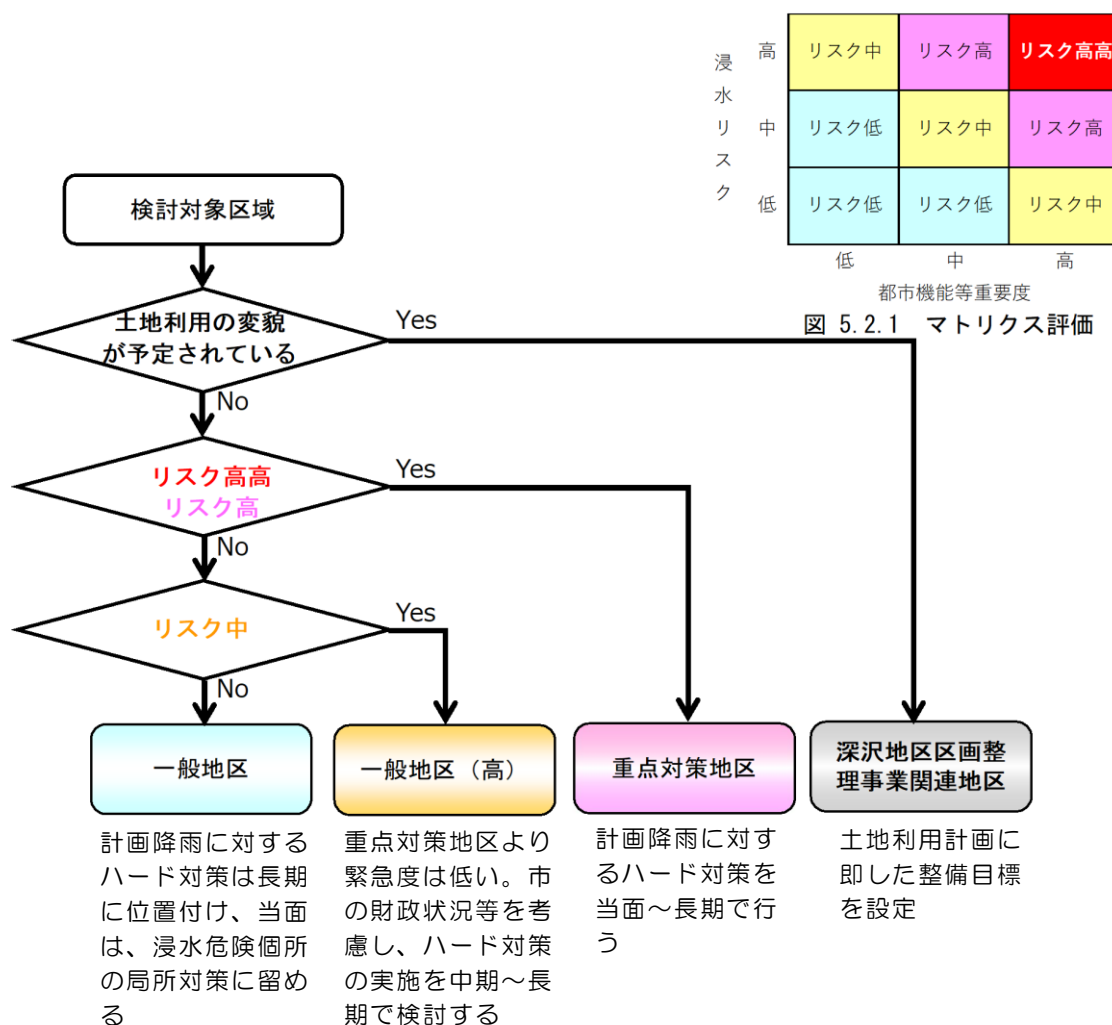 浸水リスク
高
リスク中
リスク高
リスク高高
中
リスク低
リスク中
リスク高
低
リスク低
リスク低
リスク中
低
中
高
都市機能等重要度
図 5.2.1 マトリクス評価
検討対象区域
土地利用の変貌
が予定されている
Yes
No
リスク高高
リスク高
Yes
No
リスク中
Yes
No
一般地区
一般地区（高）
重点対策地区
深沢地区区画整
理事業関連地区
計画降雨に対する
ハード対策は長期
に位置付け、当面
は、浸水危険個所
の局所対策に留め
る
重点対策地区より
緊急度は低い。市
の財政状況等を考
慮し、ハード対策
の実施を中期～長
期で検討する
計画降雨に対す
るハード対策を
当面～長期で行
う
土地利用計画に
即した整備目標
を設定